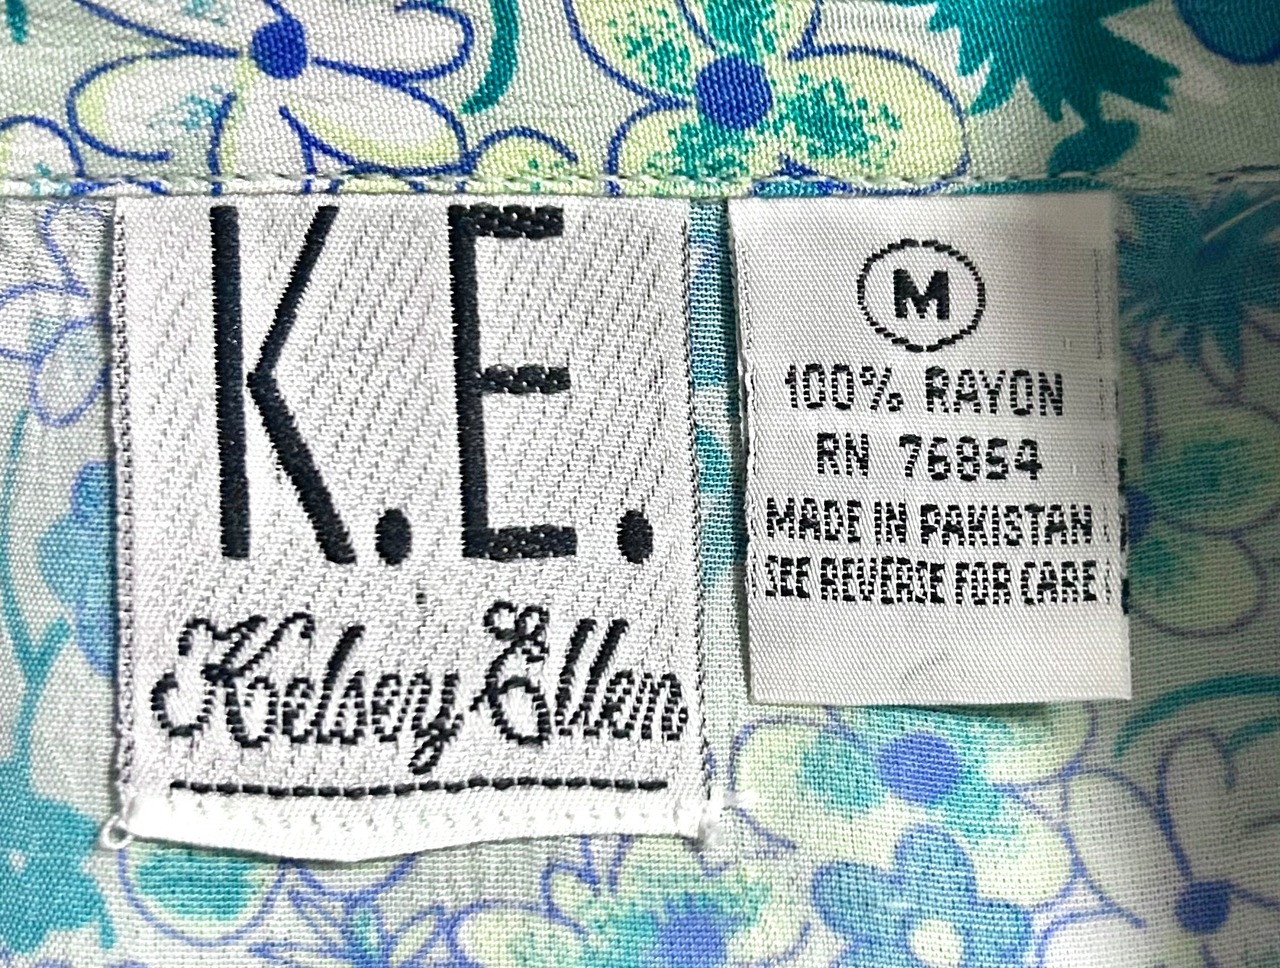 K.E.
Kelsey Ellen
M
100% RAYON
RN 76854
MADE IN PAKISTAN
SEE REVERSE FOR CARE